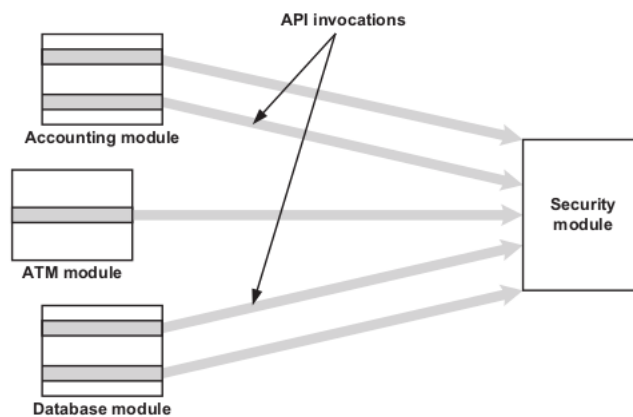 API invocations
Accounting module
Security
module
ATM module
Database module